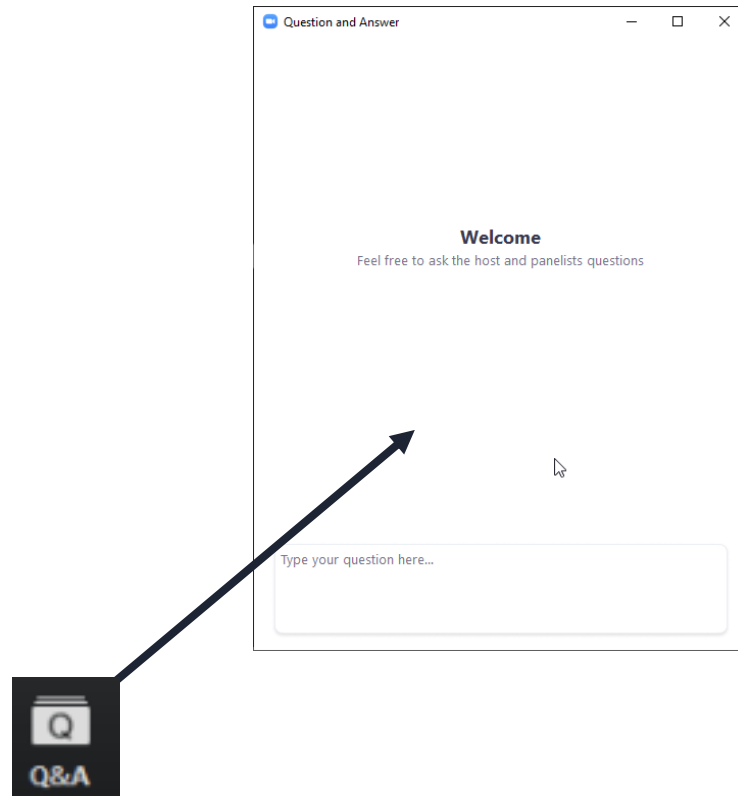 Question and Answer
Welcome
Feel free to ask the host and panelists questions
Type your question here...
Q
Q&A